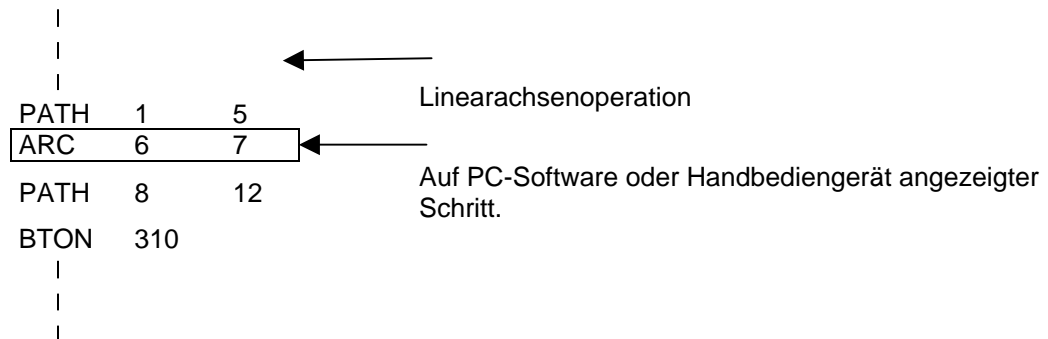 Linearachsenoperation
PATH 1 5
ARC 6 7
Auf PC-Software oder Handbediengerät angezeigter
Schritt.
PATH 8 12
BTON 310